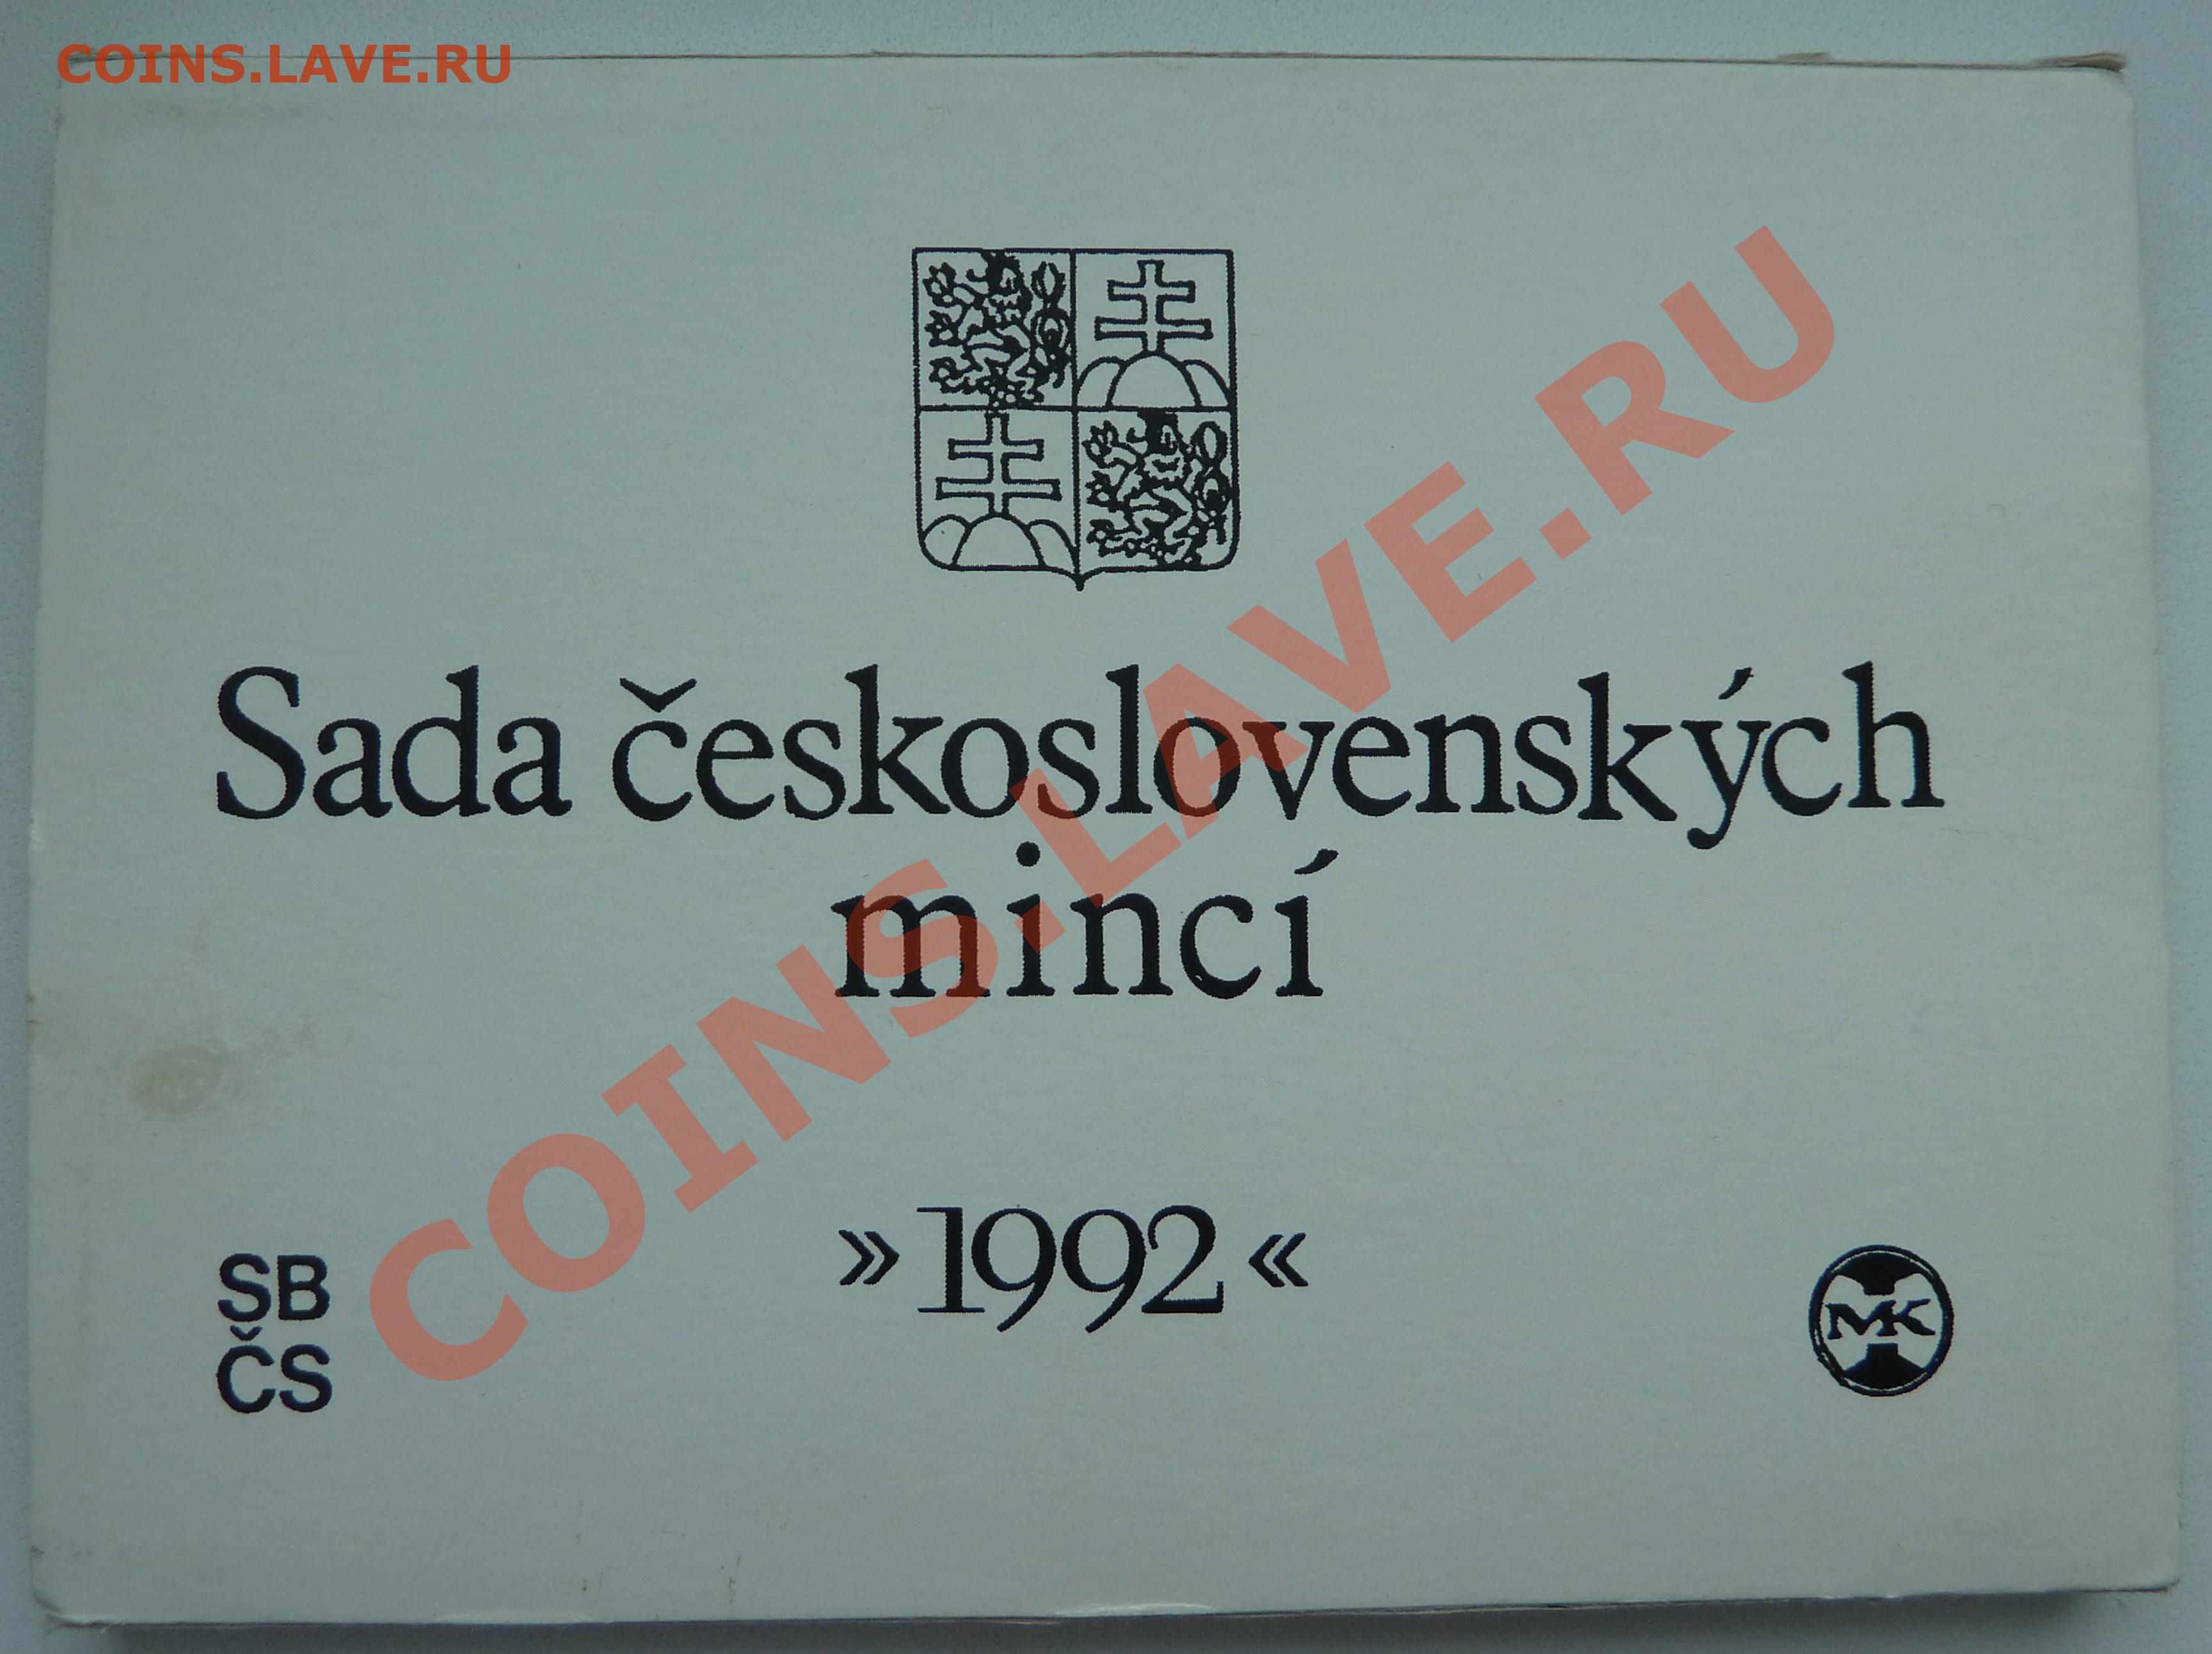 COINS.LAVE.RU
Sada československých
mincí
»1992«
SB
ČS
MK
COINS.LAVE.RU